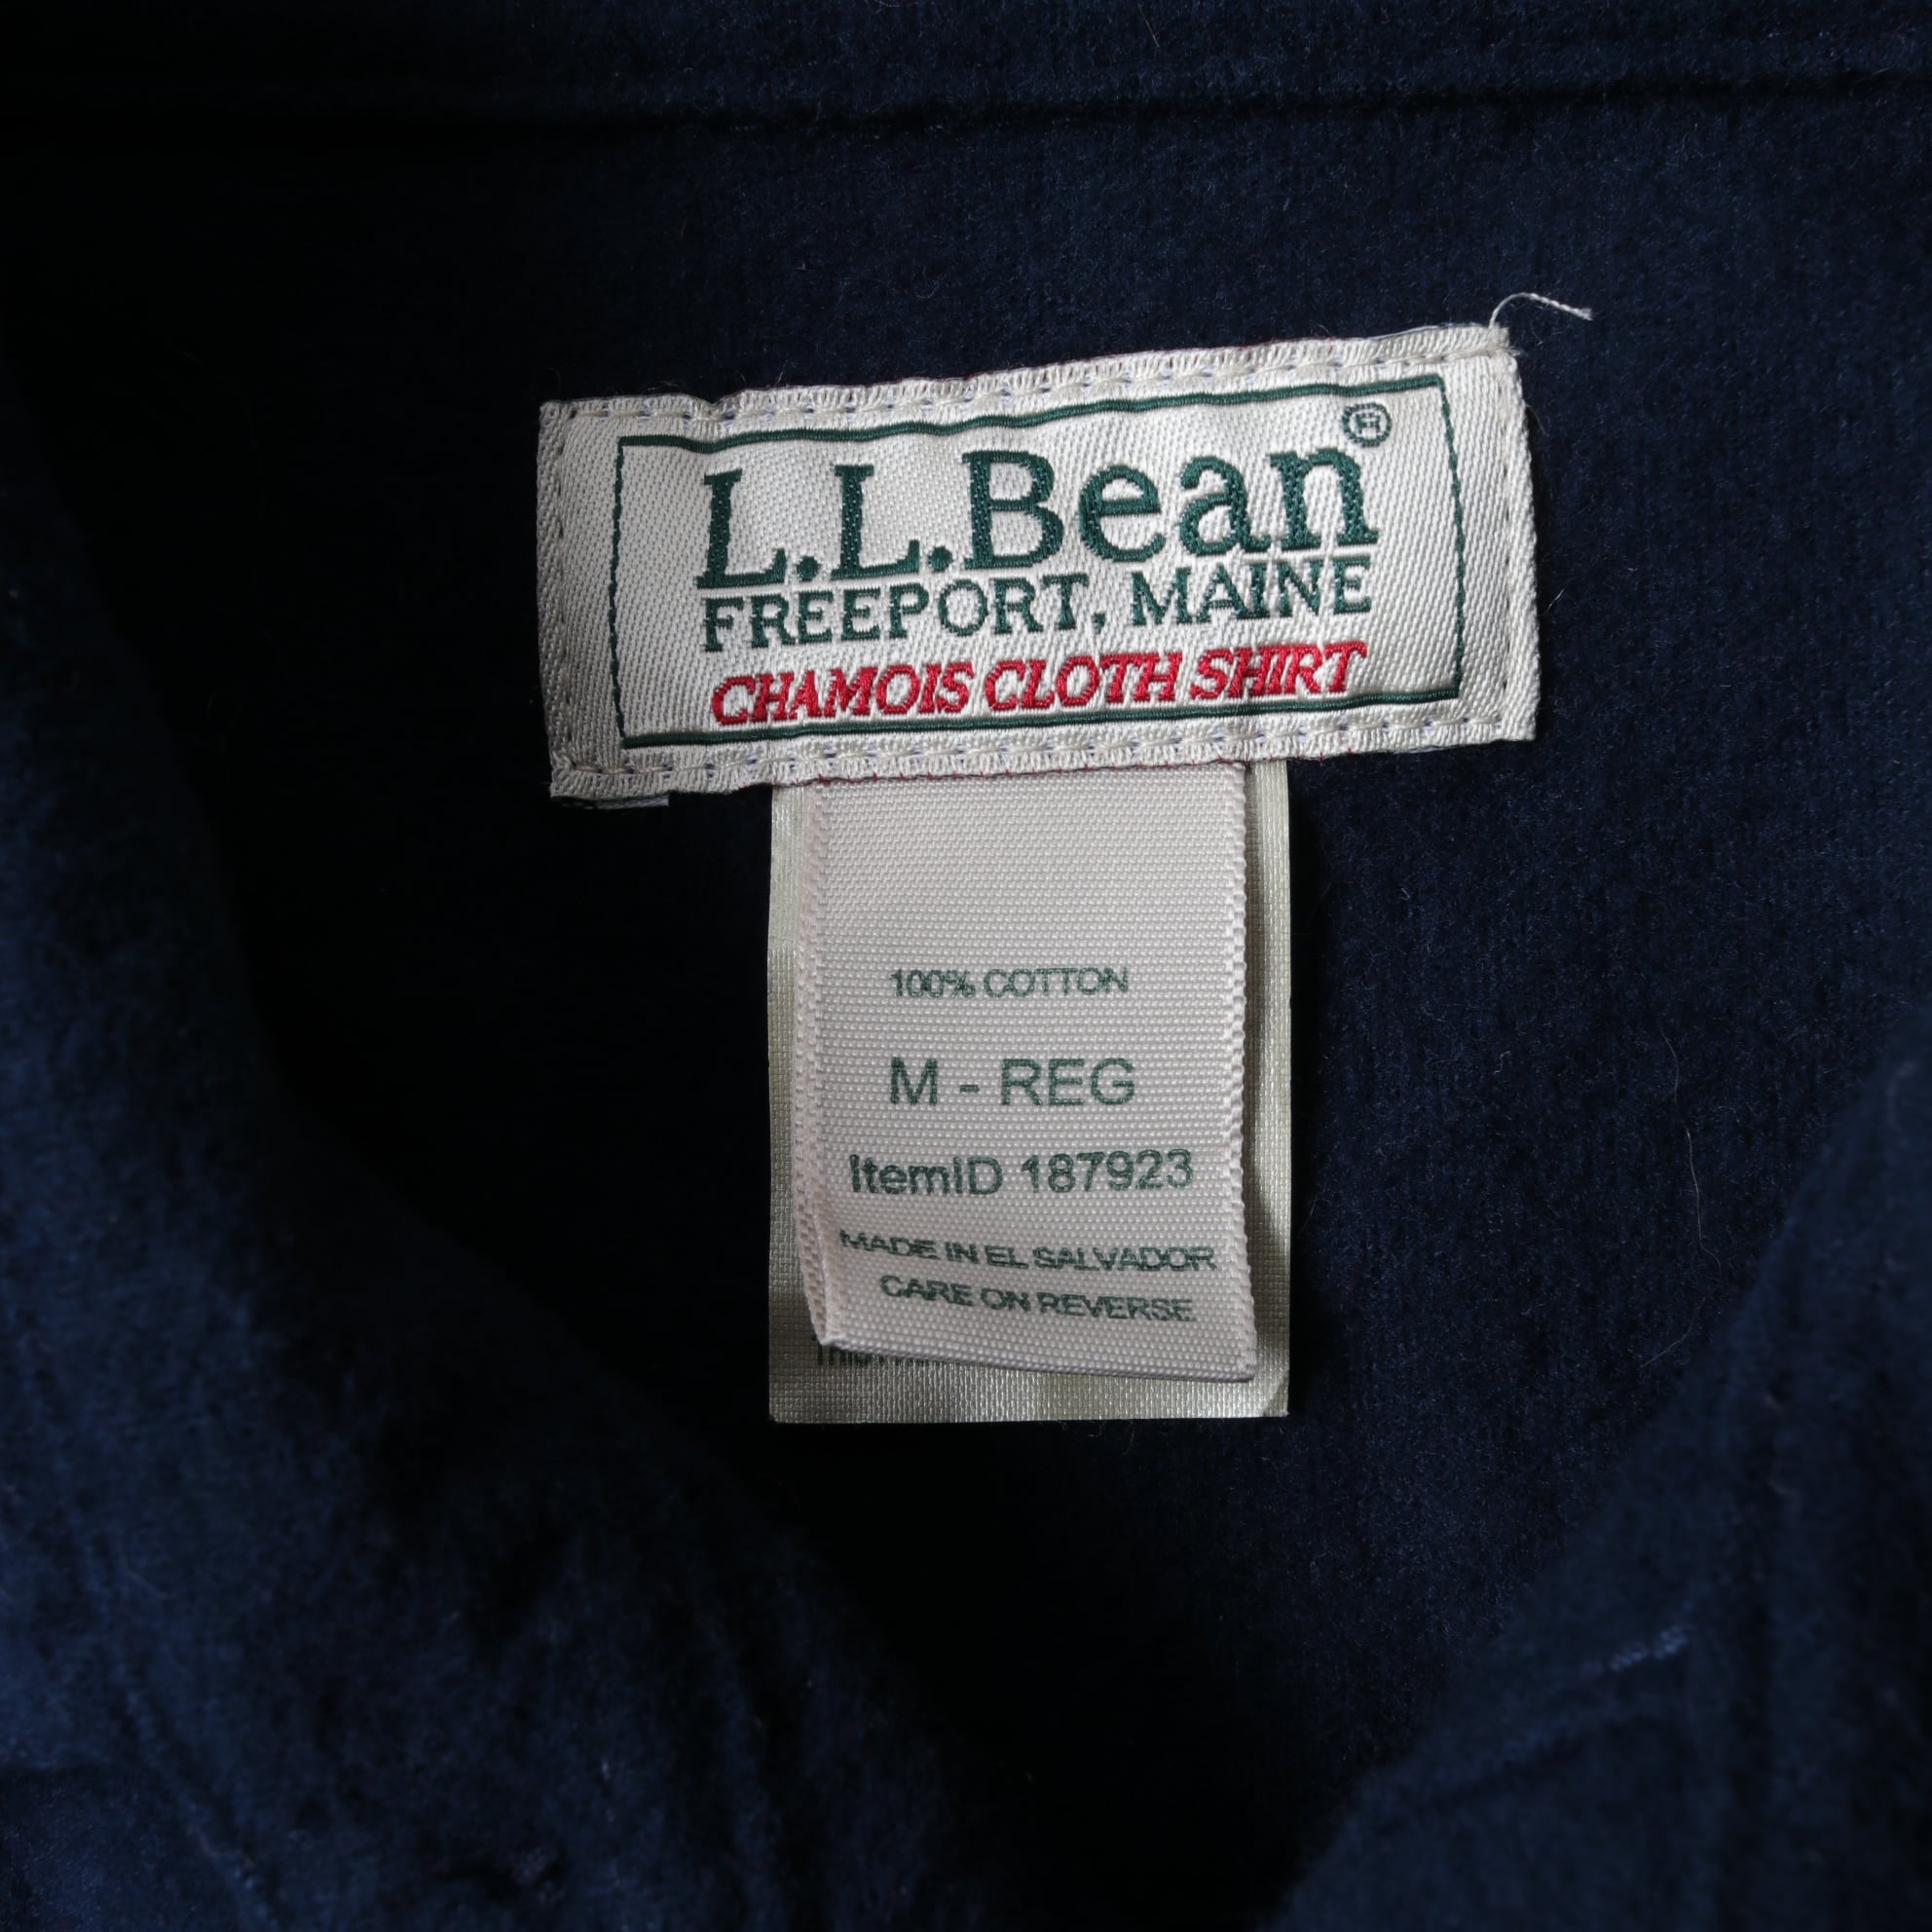 L.L.Bean®
FREEPORT, MAINE
CHAMOIS CLOTH SHIRT
100% COTTON
M - REG
ItemID 187923
MADE IN EL SALVADOR
CARE ON REVERSE